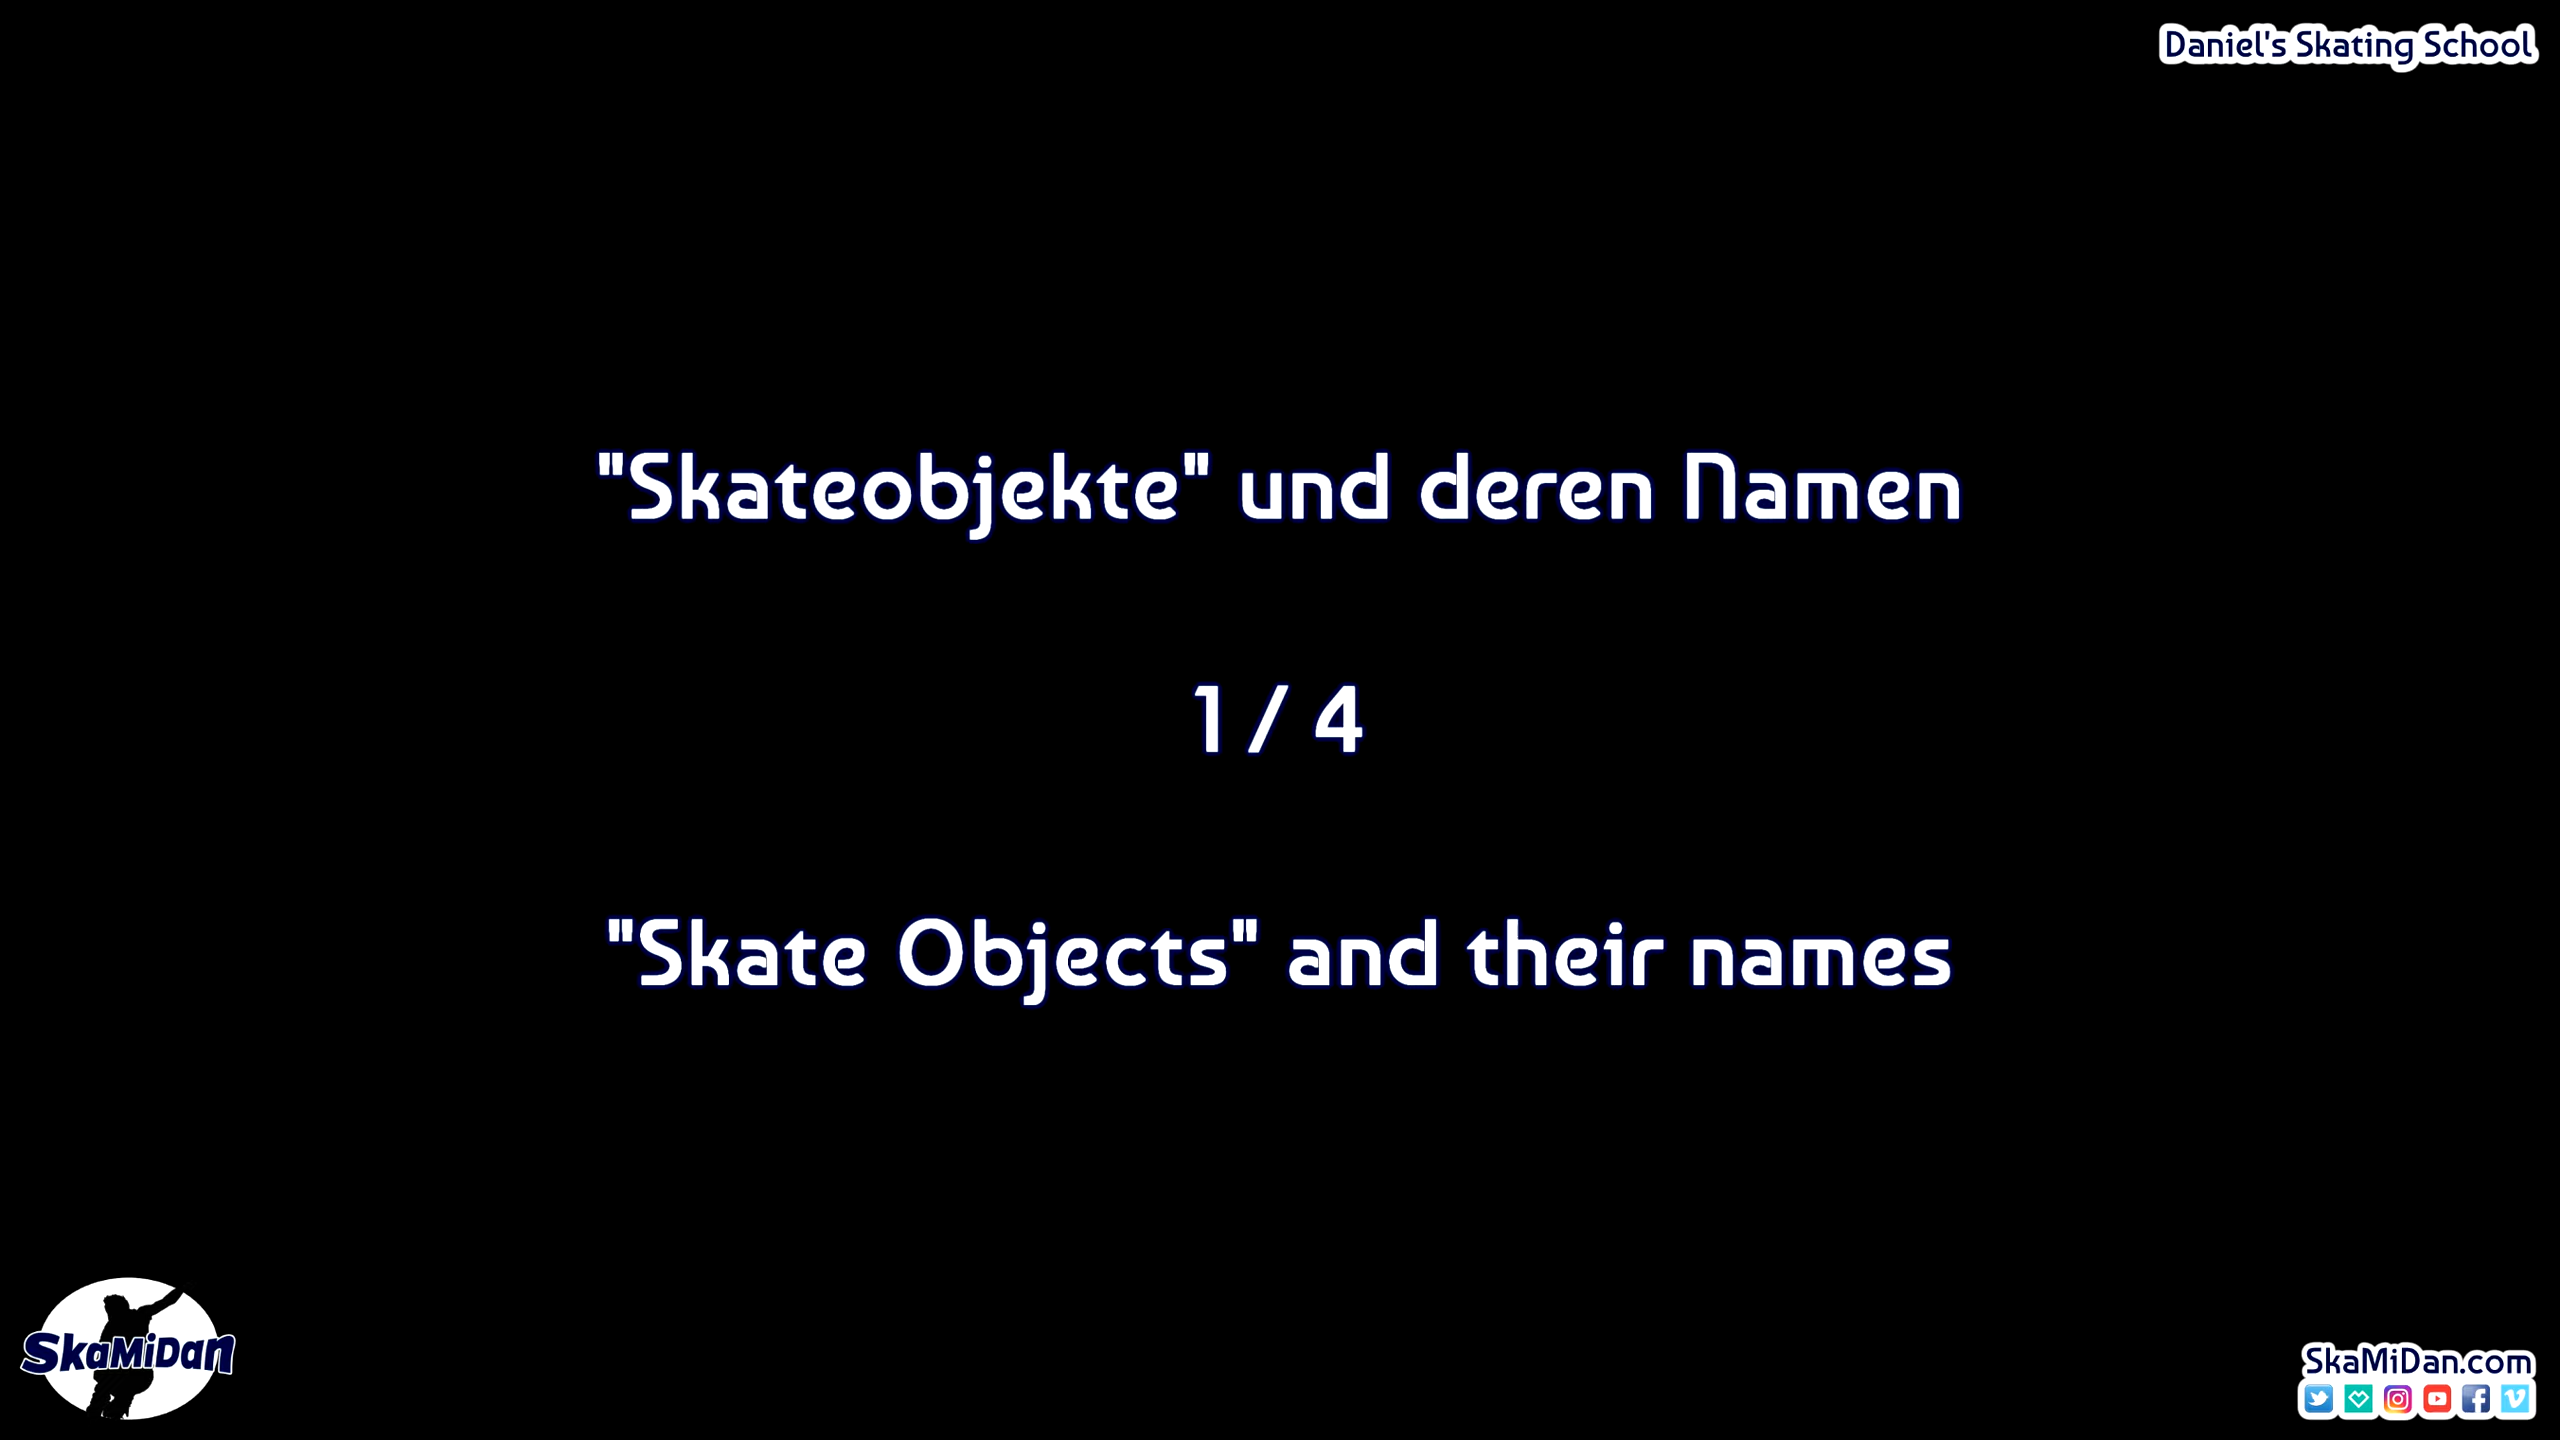 Daniel's Skating School
"Skateobjekte" und deren Namen
1 / 4
"Skate Objects" and their names
SkaMiDan
SkaMiDan.com